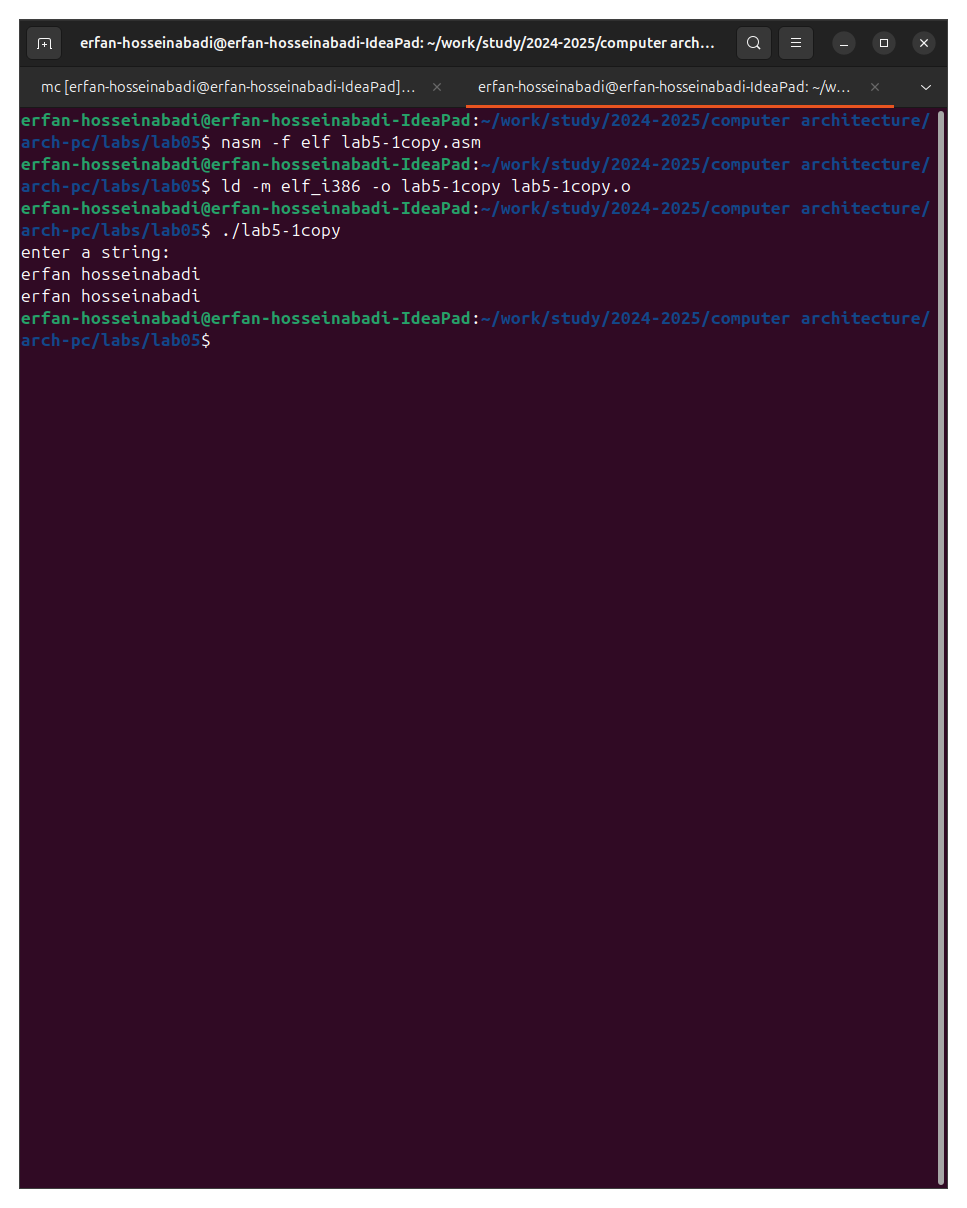 erfan-hosseinabadi@erfan-hosseinabadi-IdeaPad: ~/work/study/2024-2025/computer arch...
mc [erfan-hosseinabadi@erfan-hosseinabadi-IdeaPad]... erfan-hosseinabadi@erfan-hosseinabadi-IdeaPad: ~/w...
erfan-hosseinabadi@erfan-hosseinabadi-IdeaPad:~/work/study/2024-2025/computer architecture/
arch-pc/labs/lab05$ nasm -f elf lab5-1copy.asm
erfan-hosseinabadi@erfan-hosseinabadi-IdeaPad:~/work/study/2024-2025/computer architecture/
arch-pc/labs/lab05$ ld -m elf_i386 -o lab5-1copy lab5-1copy.o
erfan-hosseinabadi@erfan-hosseinabadi-IdeaPad:~/work/study/2024-2025/computer architecture/
arch-pc/labs/lab05$ ./lab5-1copy
enter a string:
erfan hosseinabadi
erfan hosseinabadi
erfan-hosseinabadi@erfan-hosseinabadi-IdeaPad:~/work/study/2024-2025/computer architecture/
arch-pc/labs/lab05$